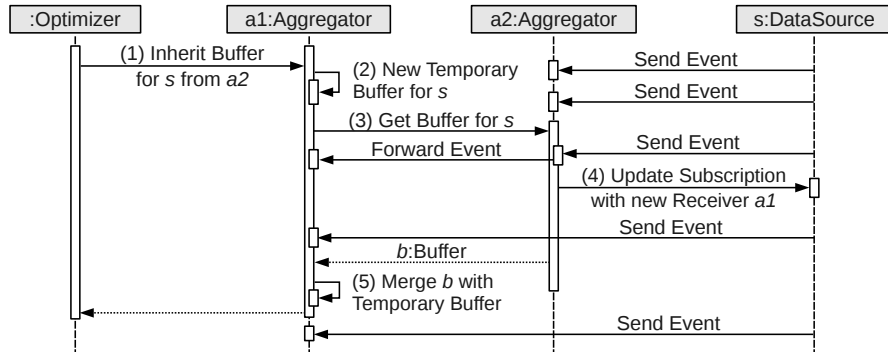 :Optimizer
a1:Aggregator
a2:Aggregator
s:DataSource
(1) Inherit Buffer
for s from a2
(2) New Temporary
Buffer for s
Send Event
Send Event
(3) Get Buffer for s
Send Event
Forward Event
(4) Update Subscription
with new Receiver a1
Send Event
b:Buffer
(5) Merge b with
Temporary Buffer
Send Event